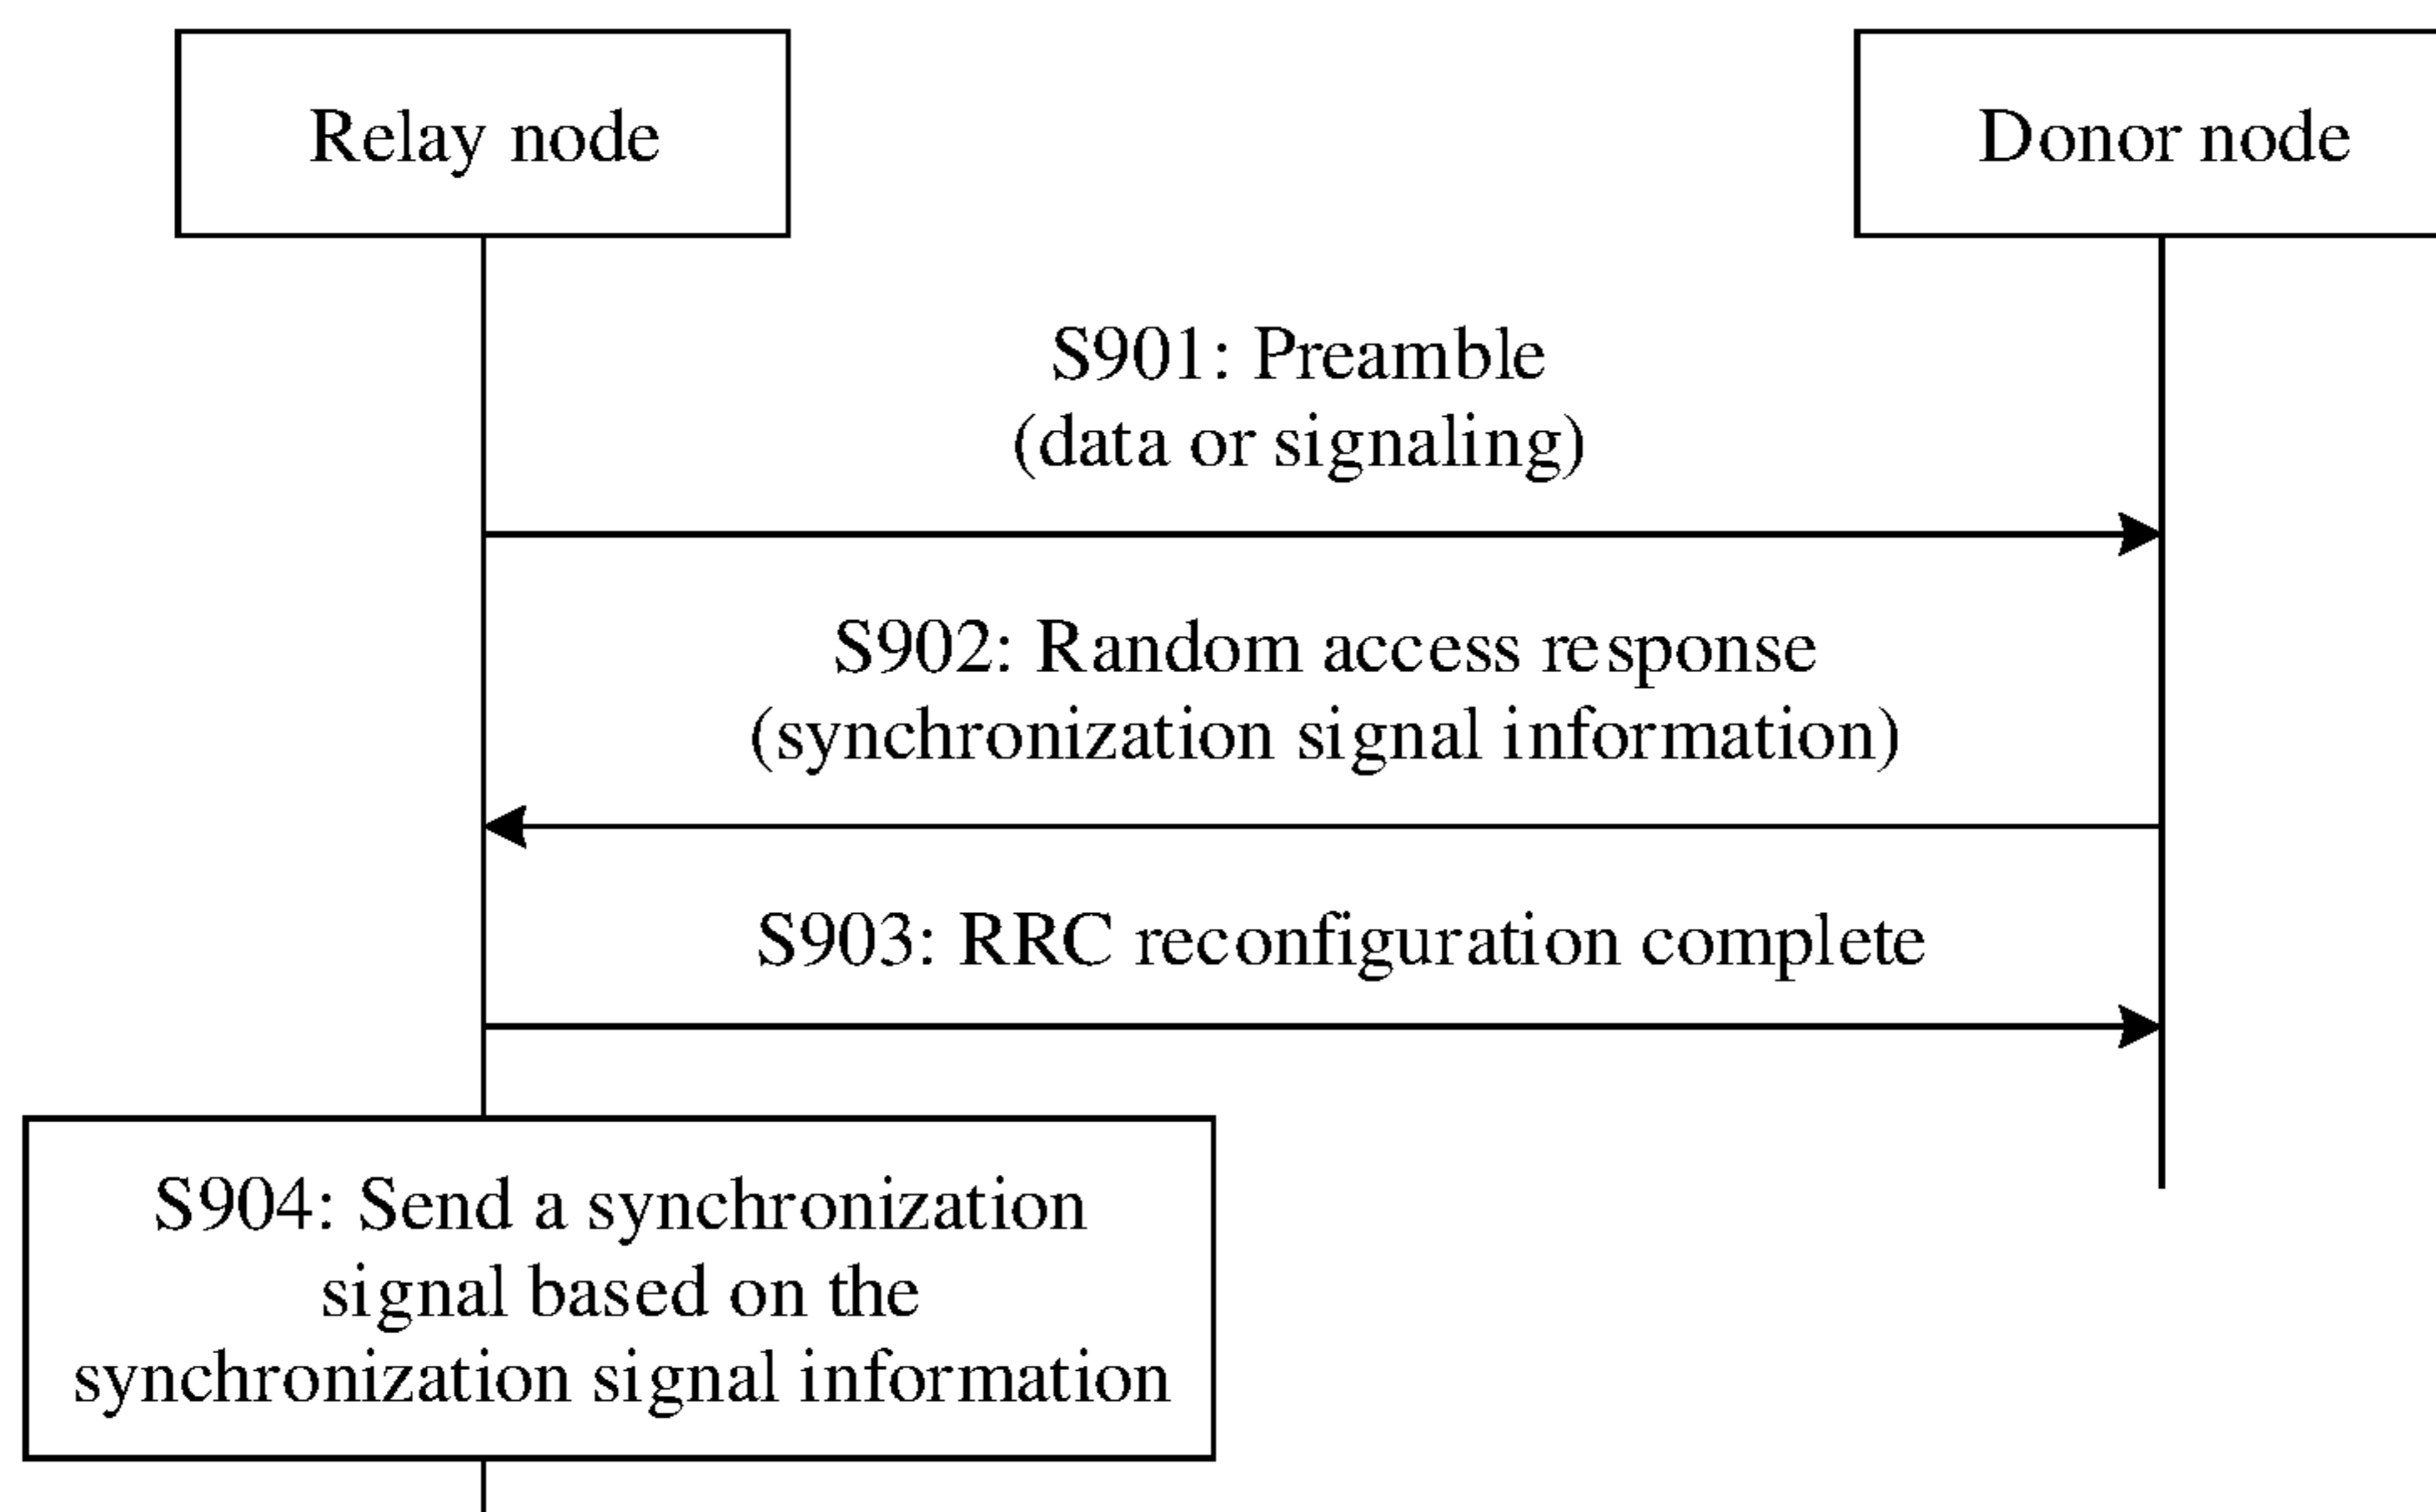 Relay node
Donor node
S901: Preamble
(data or signaling)
S902: Random access response
(synchronization signal information)
S903: RRC reconfiguration complete
S904: Send a synchronization
signal based on the
synchronization signal information